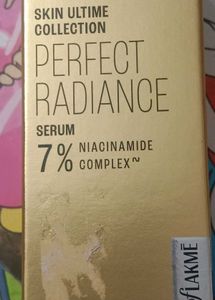 SKIN ULTIME
COLLECTION
PERFECT
RADIANCE
SERUM
7% NIACINAMIDE
COMPLEX~
LAKMÉ